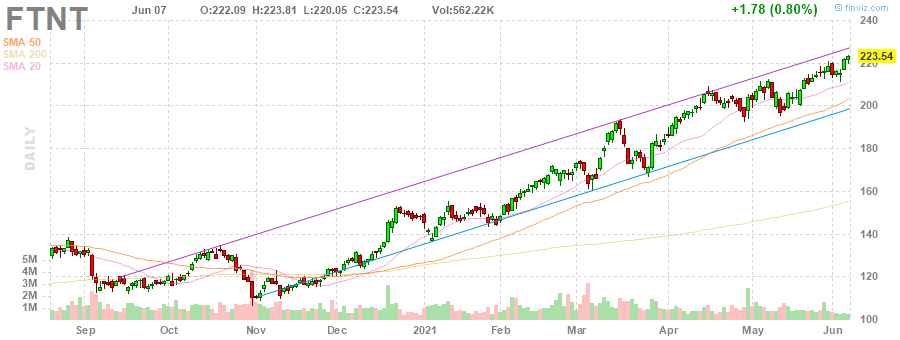 FTNT Jun 07 O:222.09 H:223.81 L:220.05 C:223.54 Vol:562.22K +1.78 (0.80%) finviz.com
SMA 50
SMA 200
SMA 20
DAILY
240
223.54
220
200
180
160
140
120
100
5M
4M
3M
2M
1M
Sep Oct Nov Dec 2021 Feb Mar Apr May Jun